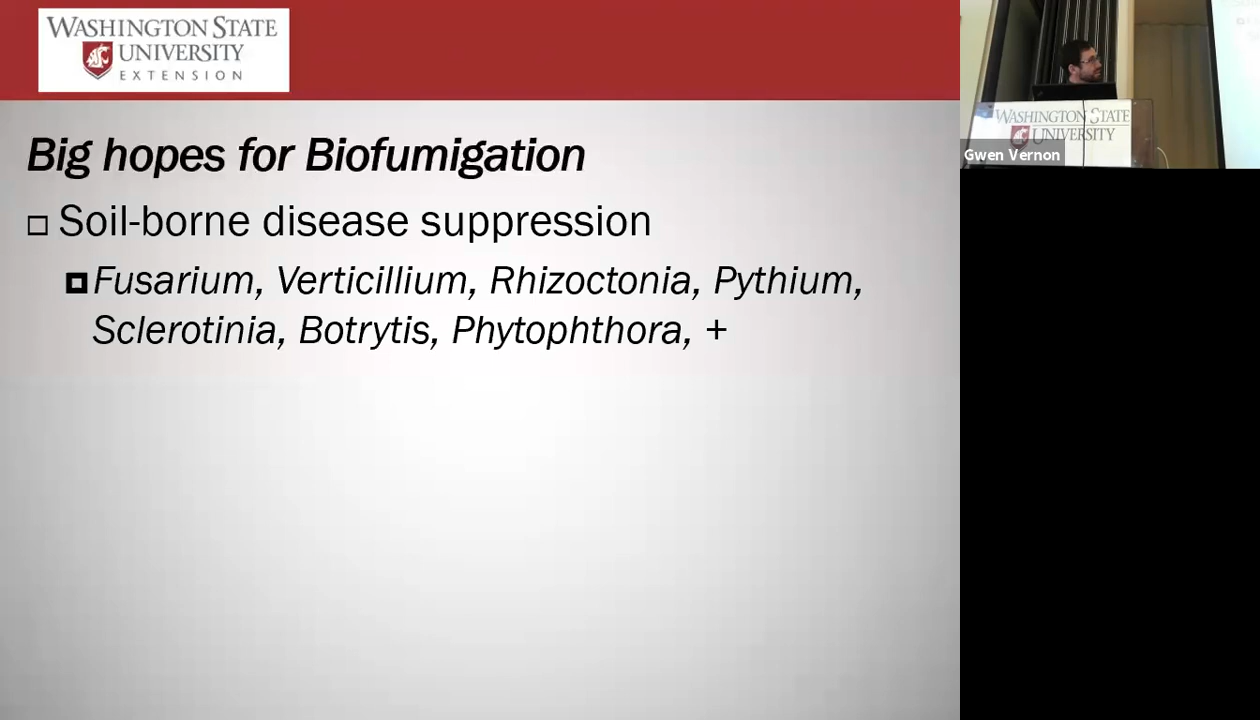 WASHINGTON STATE
UNIVERSITY
EXTENSION
Big hopes for Biofumigation
Soil-borne disease suppression
Fusarium, Verticillium, Rhizoctonia, Pythium,
Sclerotinia, Botrytis, Phytophthora, +
WASHINGTON STATE
UNIVERSITY
Gwen Vernon